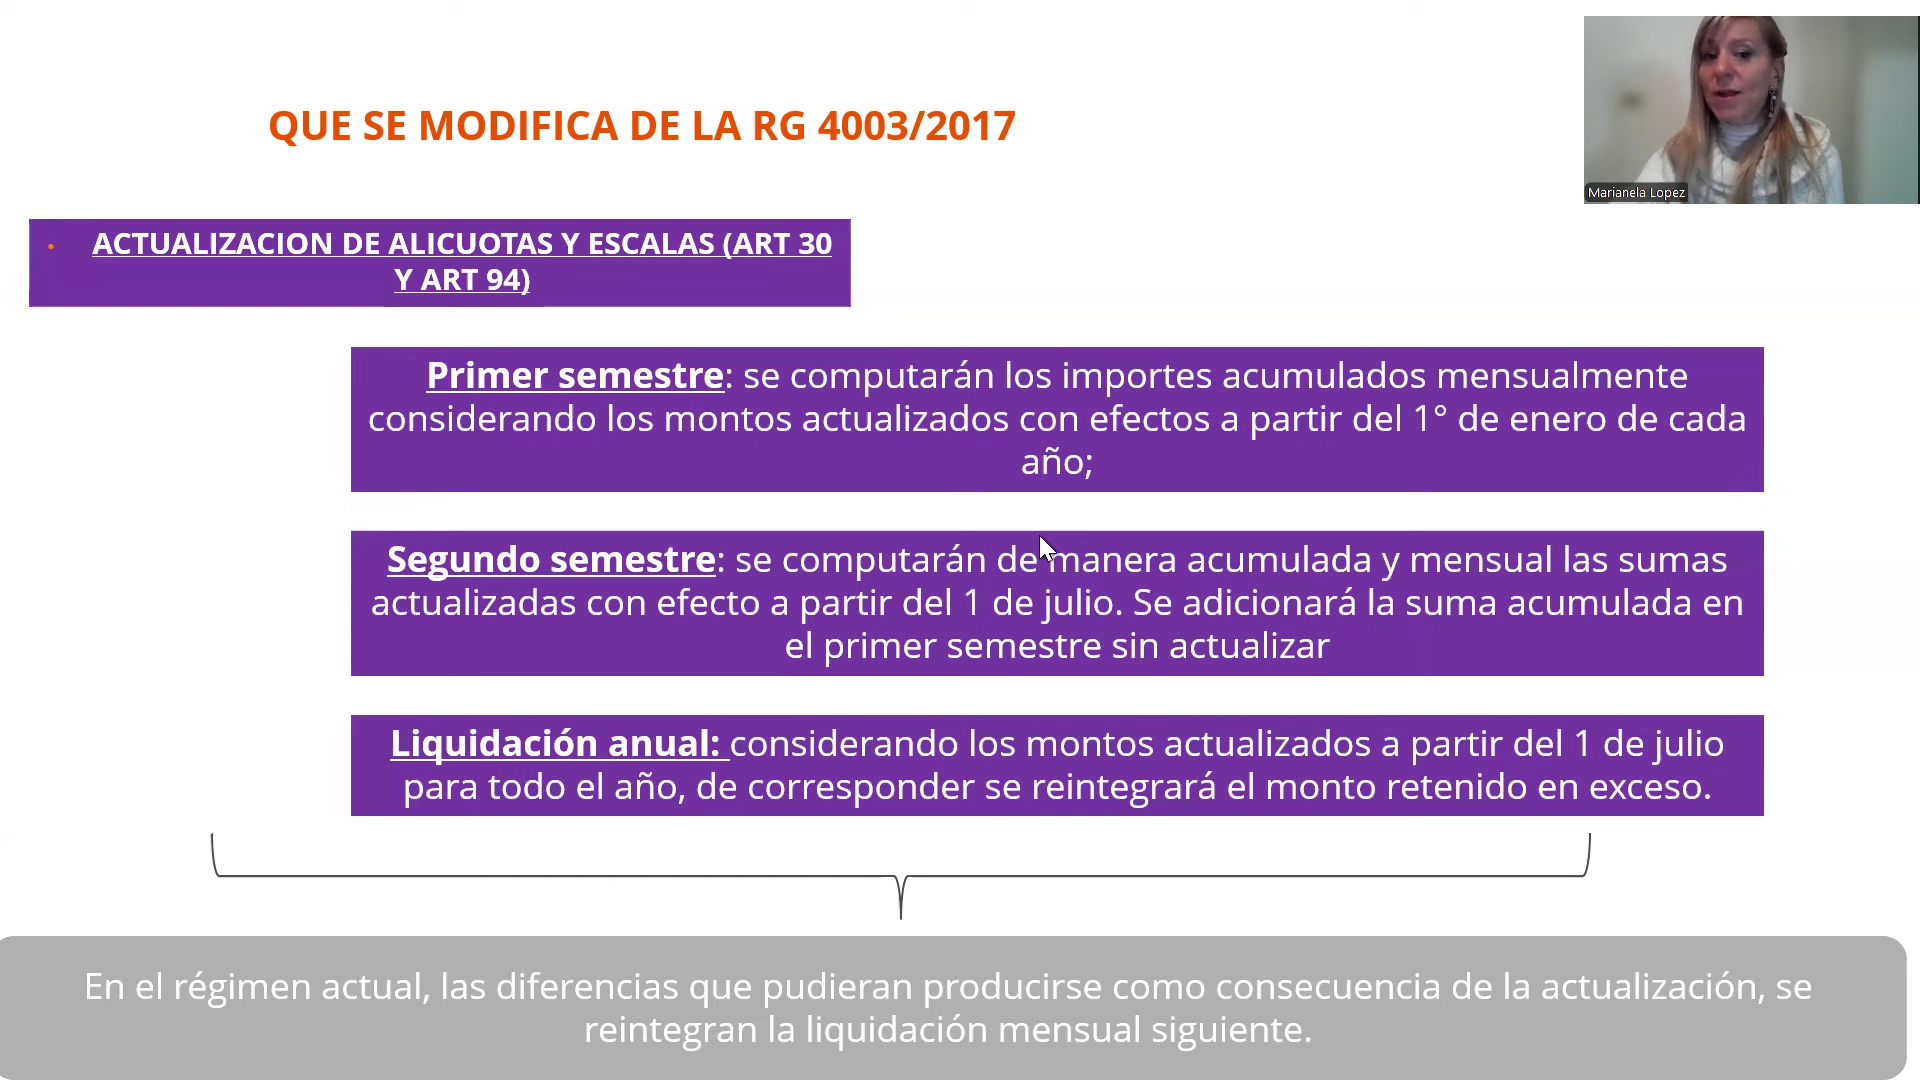 QUE SE MODIFICA DE LA RG 4003/2017
Marianela Lopez
• ACTUALIZACION DE ALICUOTAS Y ESCALAS (ART 30
Y ART 94)
Primer semestre: se computarán los importes acumulados mensualmente
considerando los montos actualizados con efectos a partir del 1° de enero de cada
año;
Segundo semestre: se computarán de manera acumulada y mensual las sumas
actualizadas con efecto a partir del 1 de julio. Se adicionará la suma acumulada en
el primer semestre sin actualizar
Liquidación anual: considerando los montos actualizados a partir del 1 de julio
para todo el año, de corresponder se reintegrará el monto retenido en exceso.
En el régimen actual, las diferencias que pudieran producirse como consecuencia de la actualización, se
reintegran la liquidación mensual siguiente.